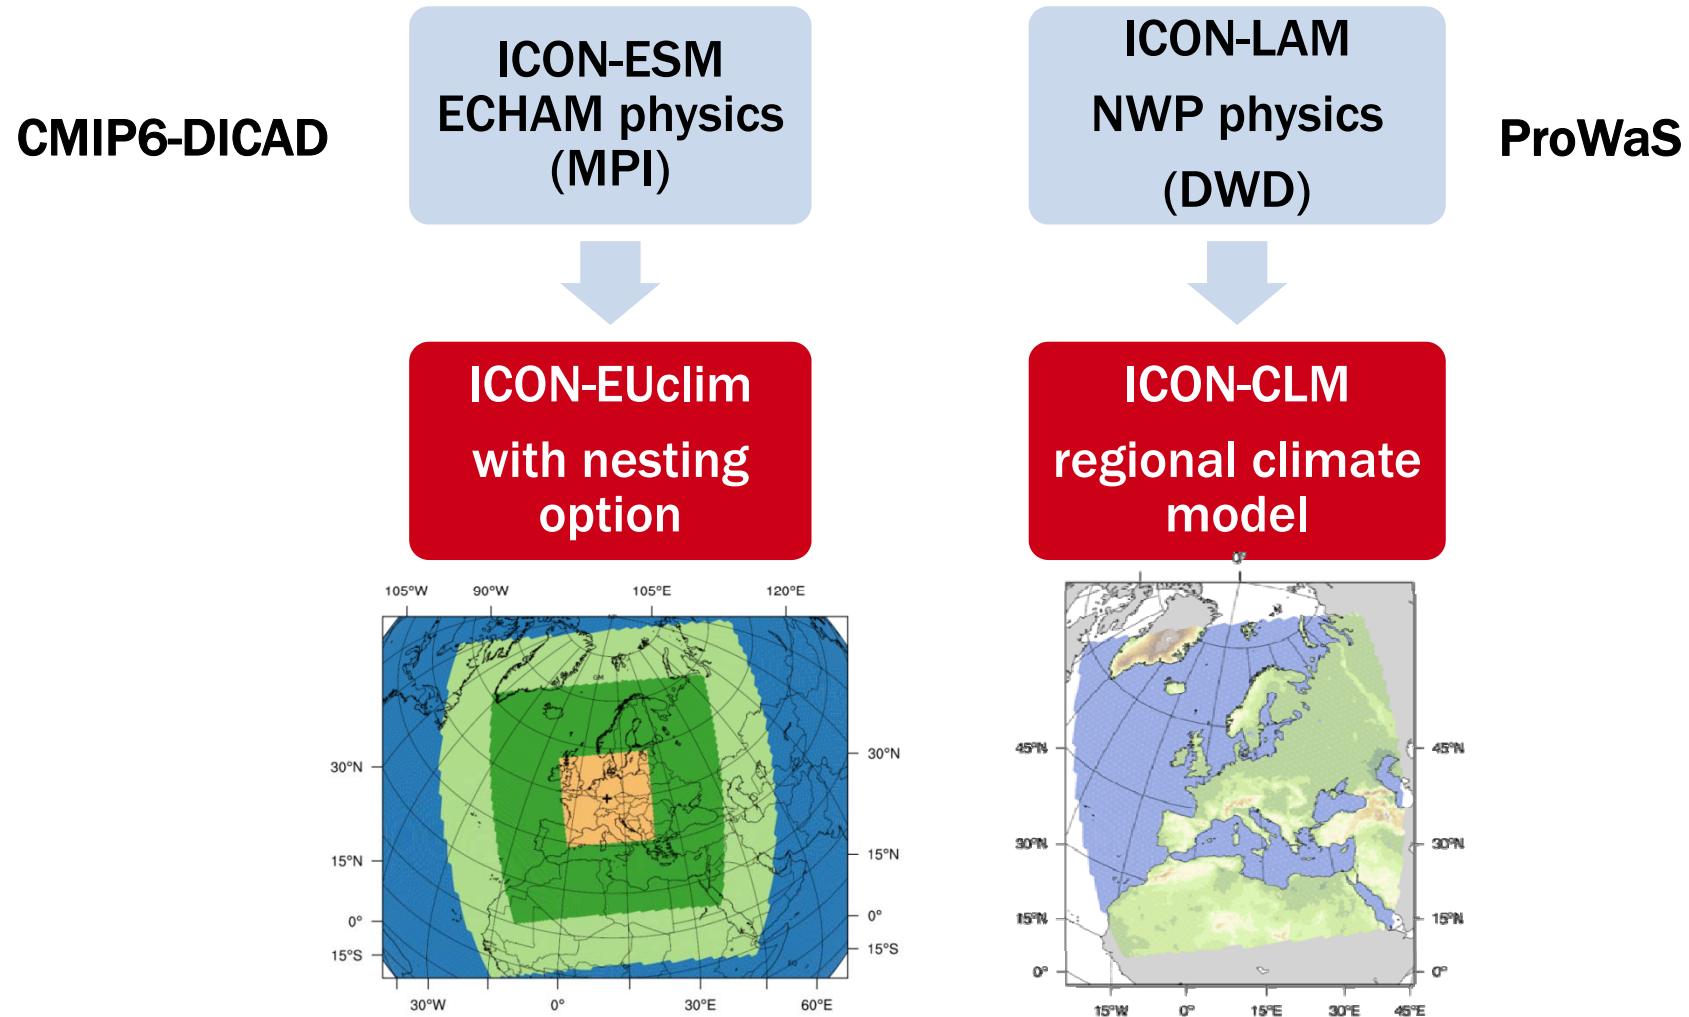 CMIP6-DICAD
ICON-ESM
ECHAM physics
(MPI)
ICON-LAM
NWP physics
(DWD)
ProWaS
ICON-EUclim
with nesting
option
ICON-CLM
regional climate
model
105°W 90°W 105°E 120°E
30°N 30°N
15°N 15°N
0° 0°
15°S 15°S
30°W 0° 30°E 60°E
GM
0°
45°N 45°N
30°N 30°N
15°N 15°N
0° 0°
15°W 0° 15°E 30°E 45°E